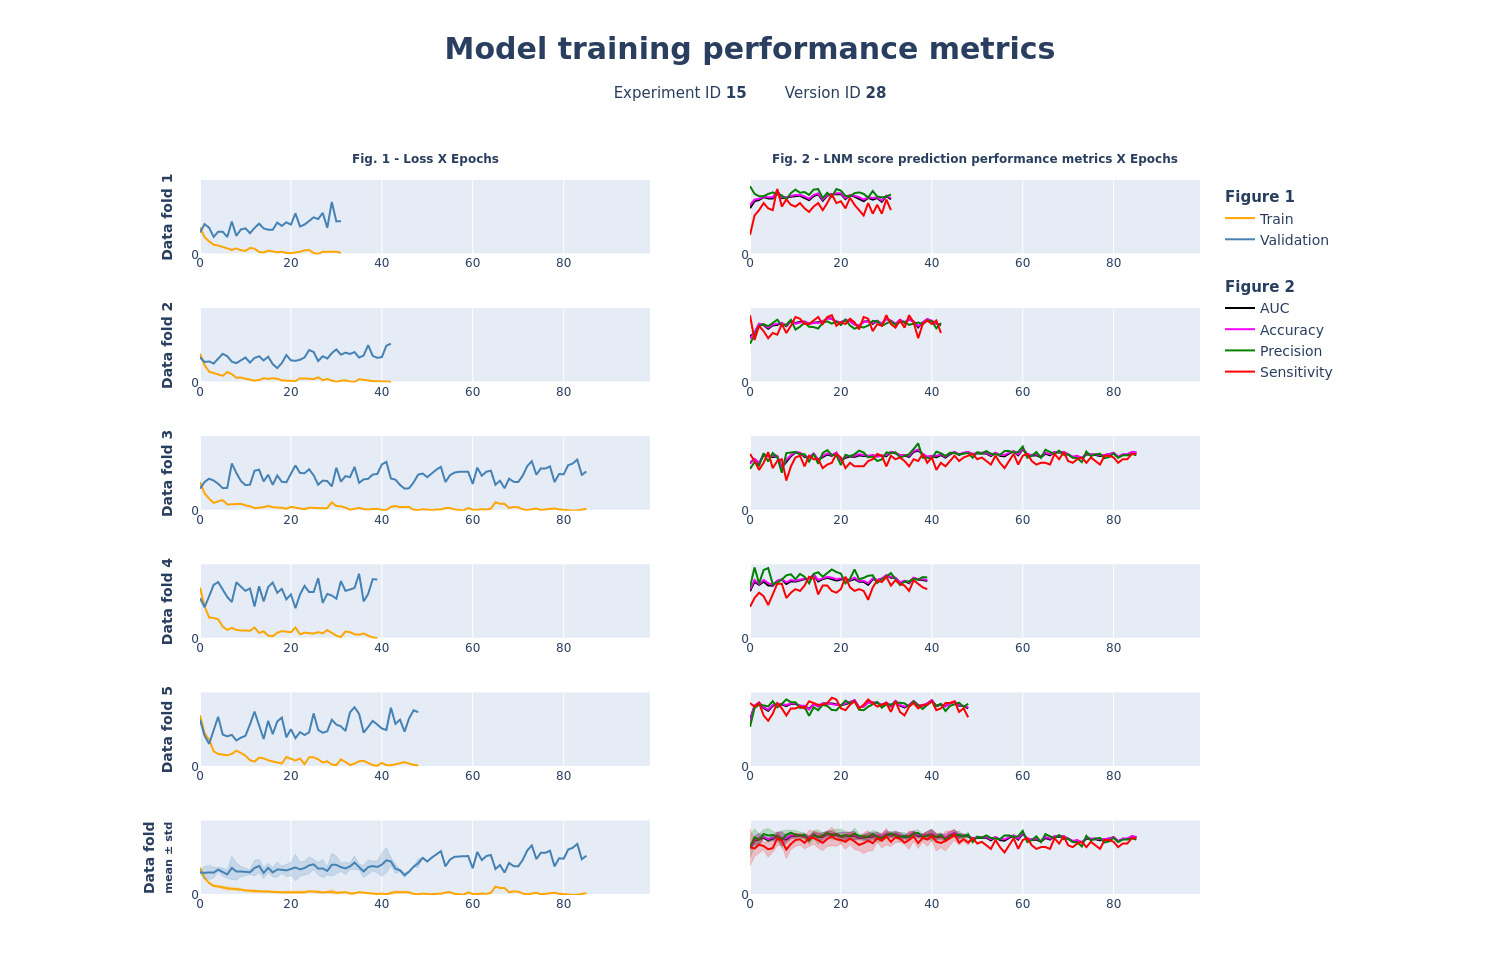 Model training performance metrics
Experiment ID 15 Version ID 28
Fig. 1 - Loss X Epochs
Fig. 2 - LNM score prediction performance metrics X Epochs
Data fold 1
0
0 20 40 60 80
0
0 20 40 60 80
Data fold 2
0
0 20 40 60 80
0
0 20 40 60 80
Data fold 3
0
0 20 40 60 80
0
0 20 40 60 80
Data fold 4
0
0 20 40 60 80
0
0 20 40 60 80
Data fold 5
0
0 20 40 60 80
0
0 20 40 60 80
Data fold
mean ± std
0
0 20 40 60 80
0
0 20 40 60 80
Figure 1
Train
Validation
Figure 2
AUC
Accuracy
Precision
Sensitivity